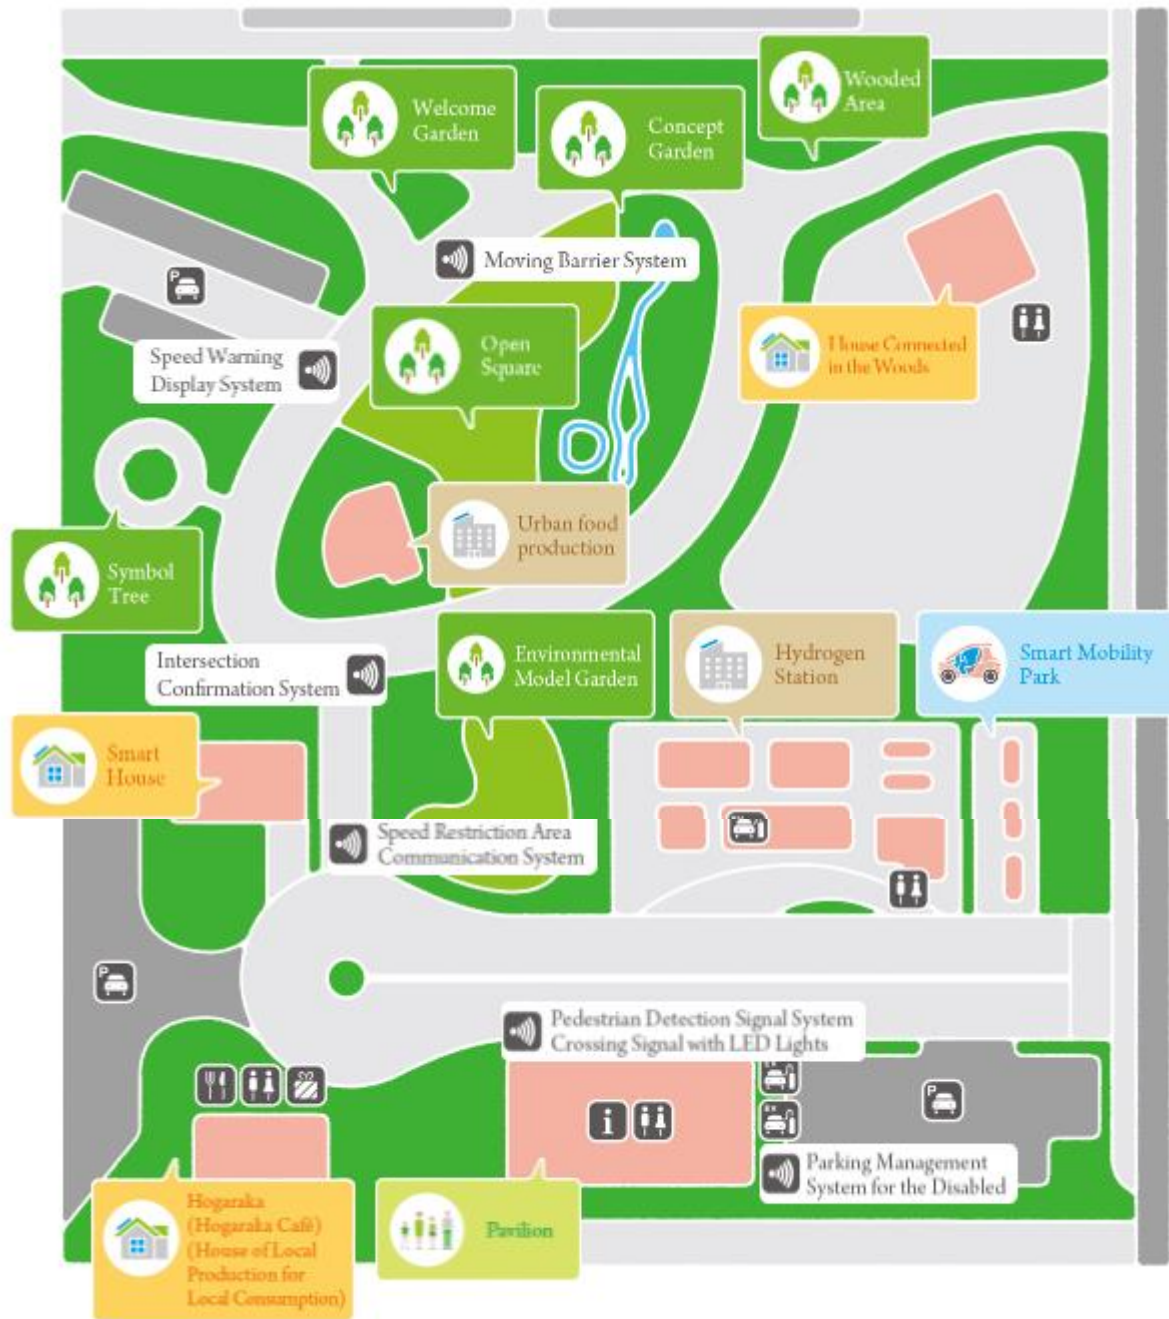 Welcome
Garden
Concept
Garden
Wooded
Area
Moving Barrier System
P
Open
Square
Speed Warning
Display System
House Connected
in the Woods
Urban food
production
Symbol
Tree
Intersection
Confirmation System
Environmental
Model Garden
Hydrogen
Station
Smart Mobility
Park
Smart
House
Speed Restriction Area
Communication System
P
Pedestrian Detection Signal System
Crossing Signal with LED Lights
i
P
EV
Parking Management
System for the Disabled
Hogaraka
(Hogaraka Café)
(House of Local
Production for
Local Consumption)
Pavilion